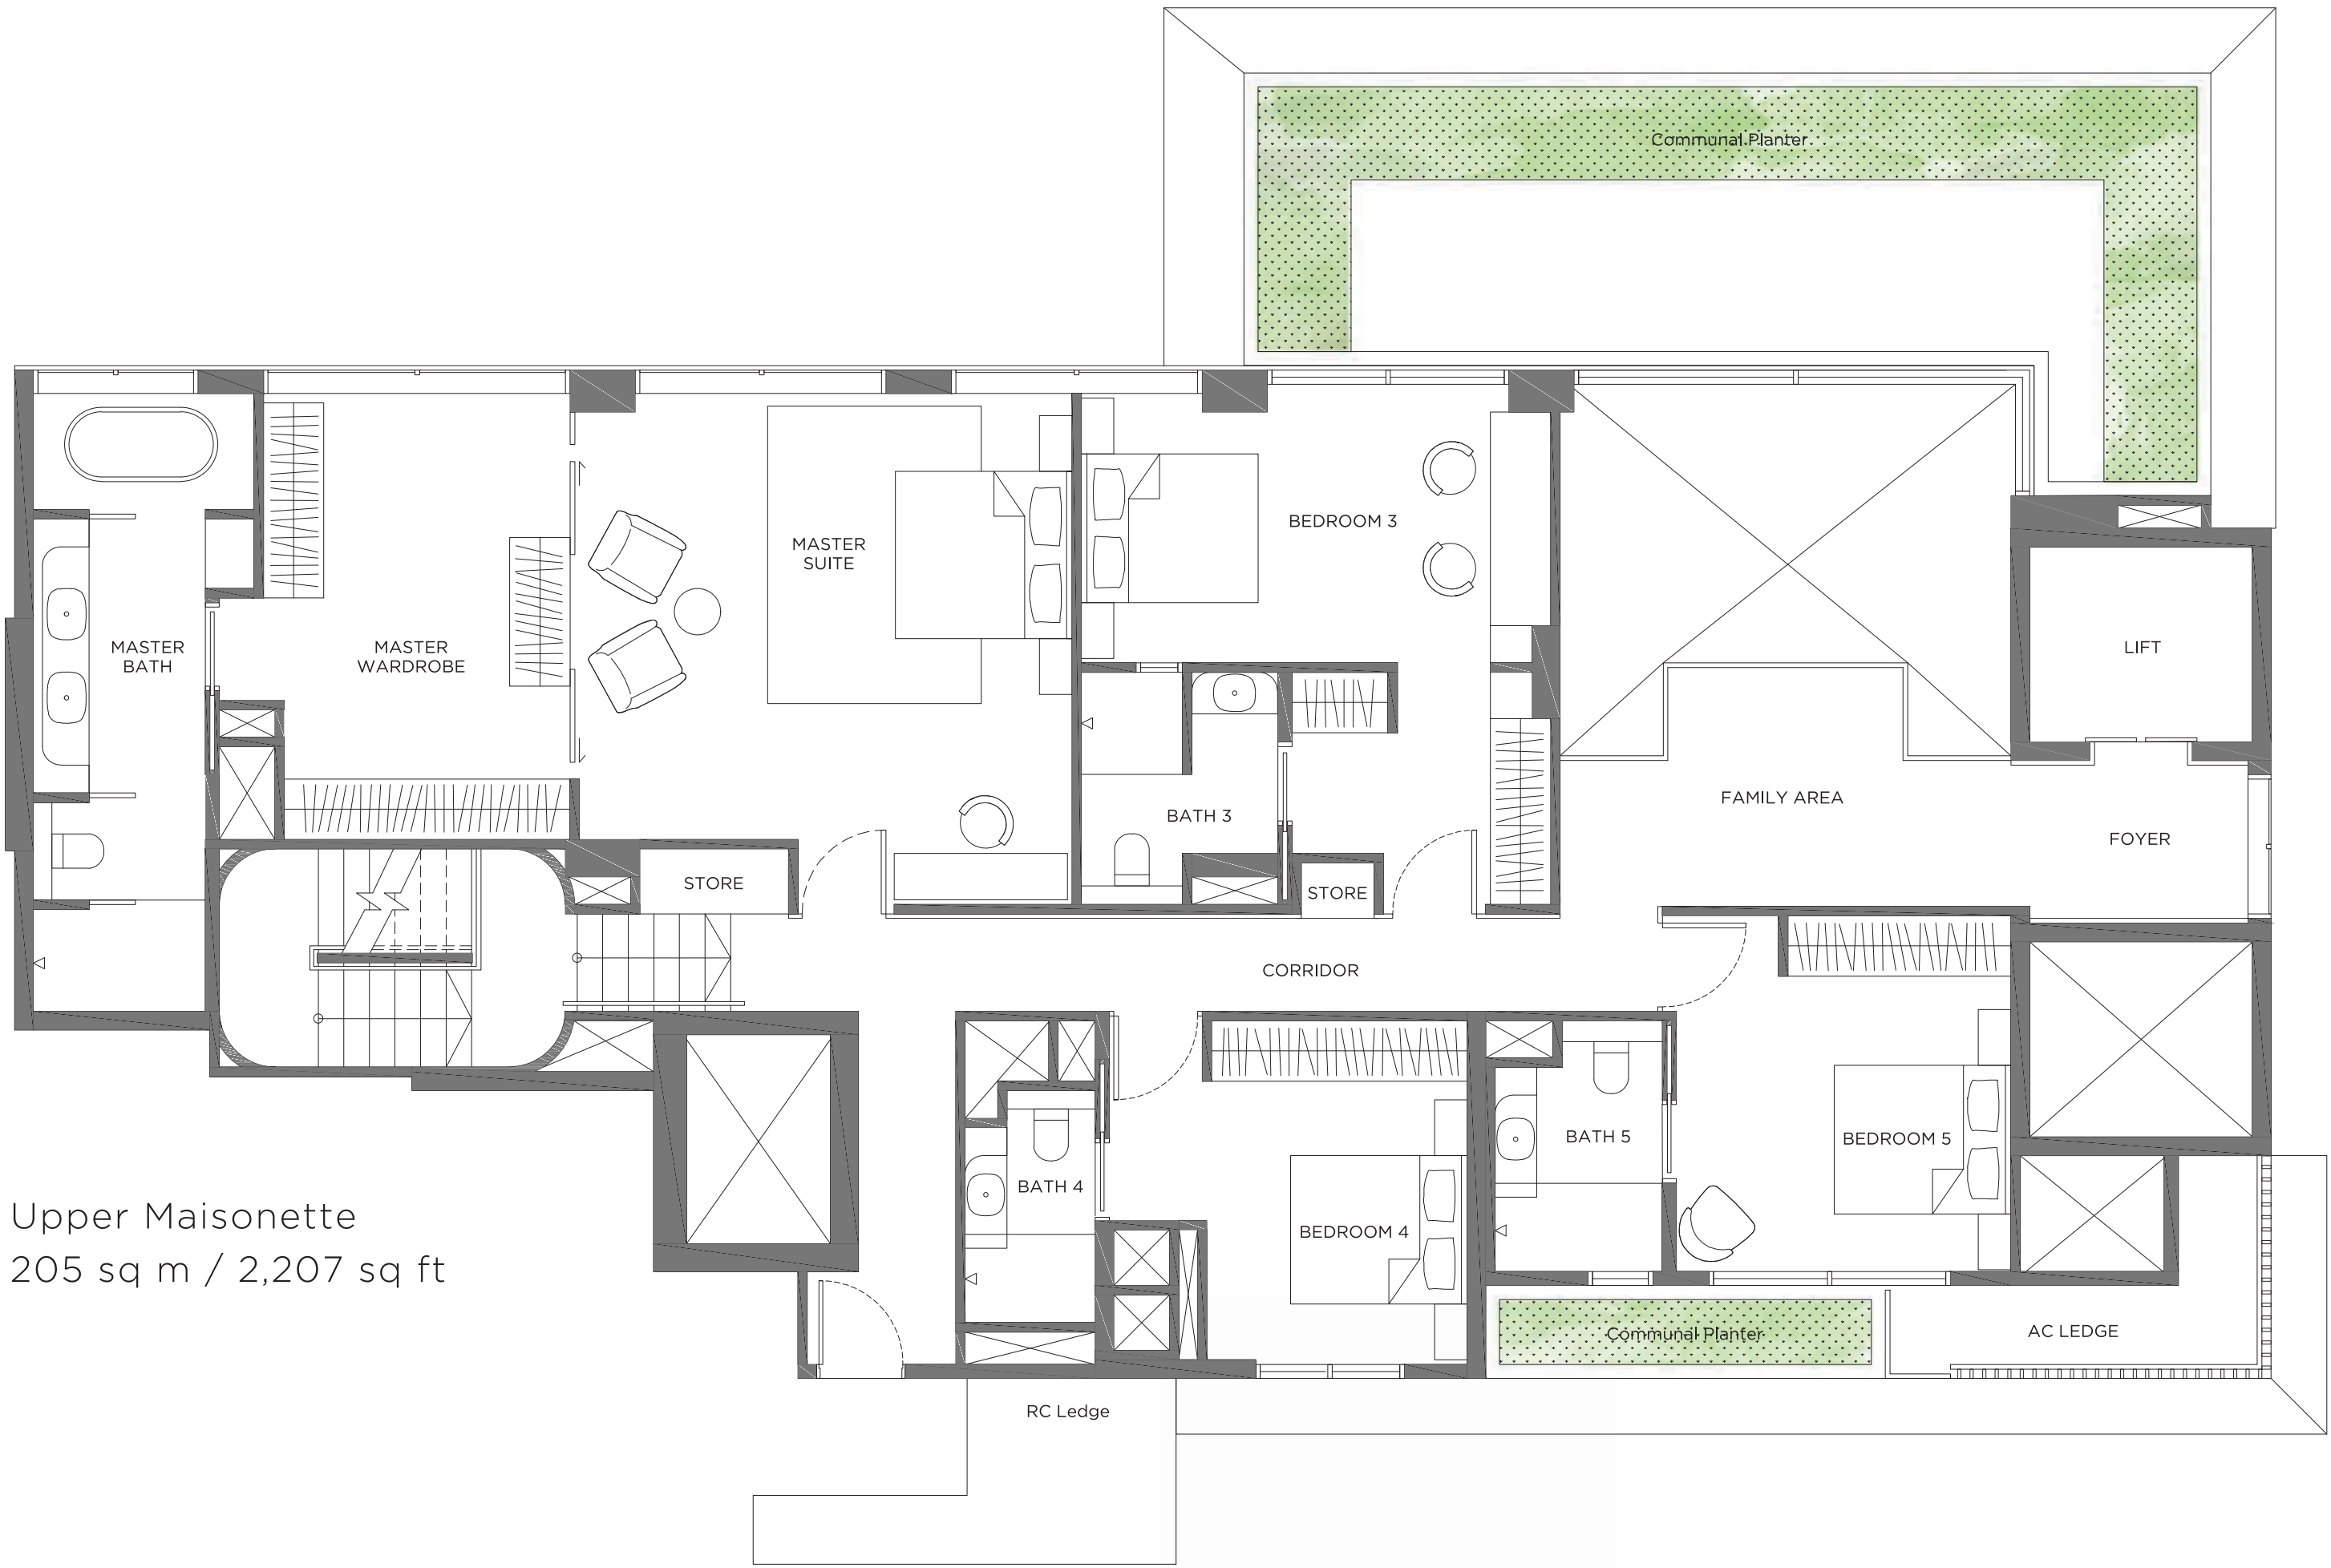 Communal Planter
BEDROOM 3
MASTER
SUITE
MASTER
BATH
MASTER
WARDROBE
LIFT
FAMILY AREA
BATH 3
FOYER
STORE
STORE
CORRIDOR
BATH 5
BEDROOM 5
BATH 4
BEDROOM 4
Upper Maisonette
205 sq m / 2,207 sq ft
Communal Planter
AC LEDGE
RC Ledge